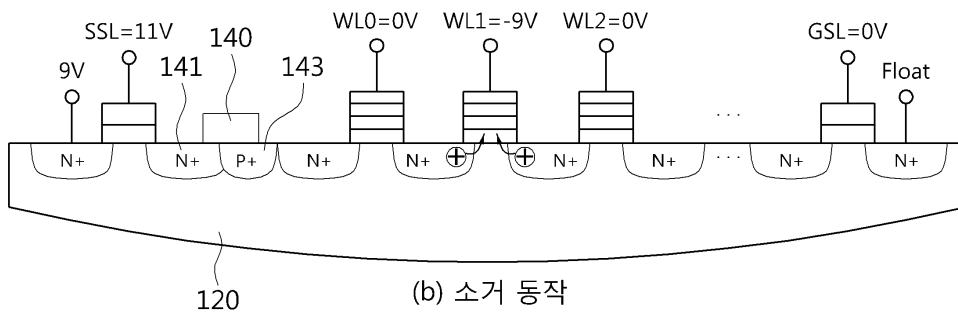 SSL=11V 140 WL0=0V WL1=-9V WL2=0V GSL=0V
9V 141 143 Float
· · ·
N+ N+ P+ N+ N+ N+ N+ · · · N+ N+
120 (b) 소거 동작